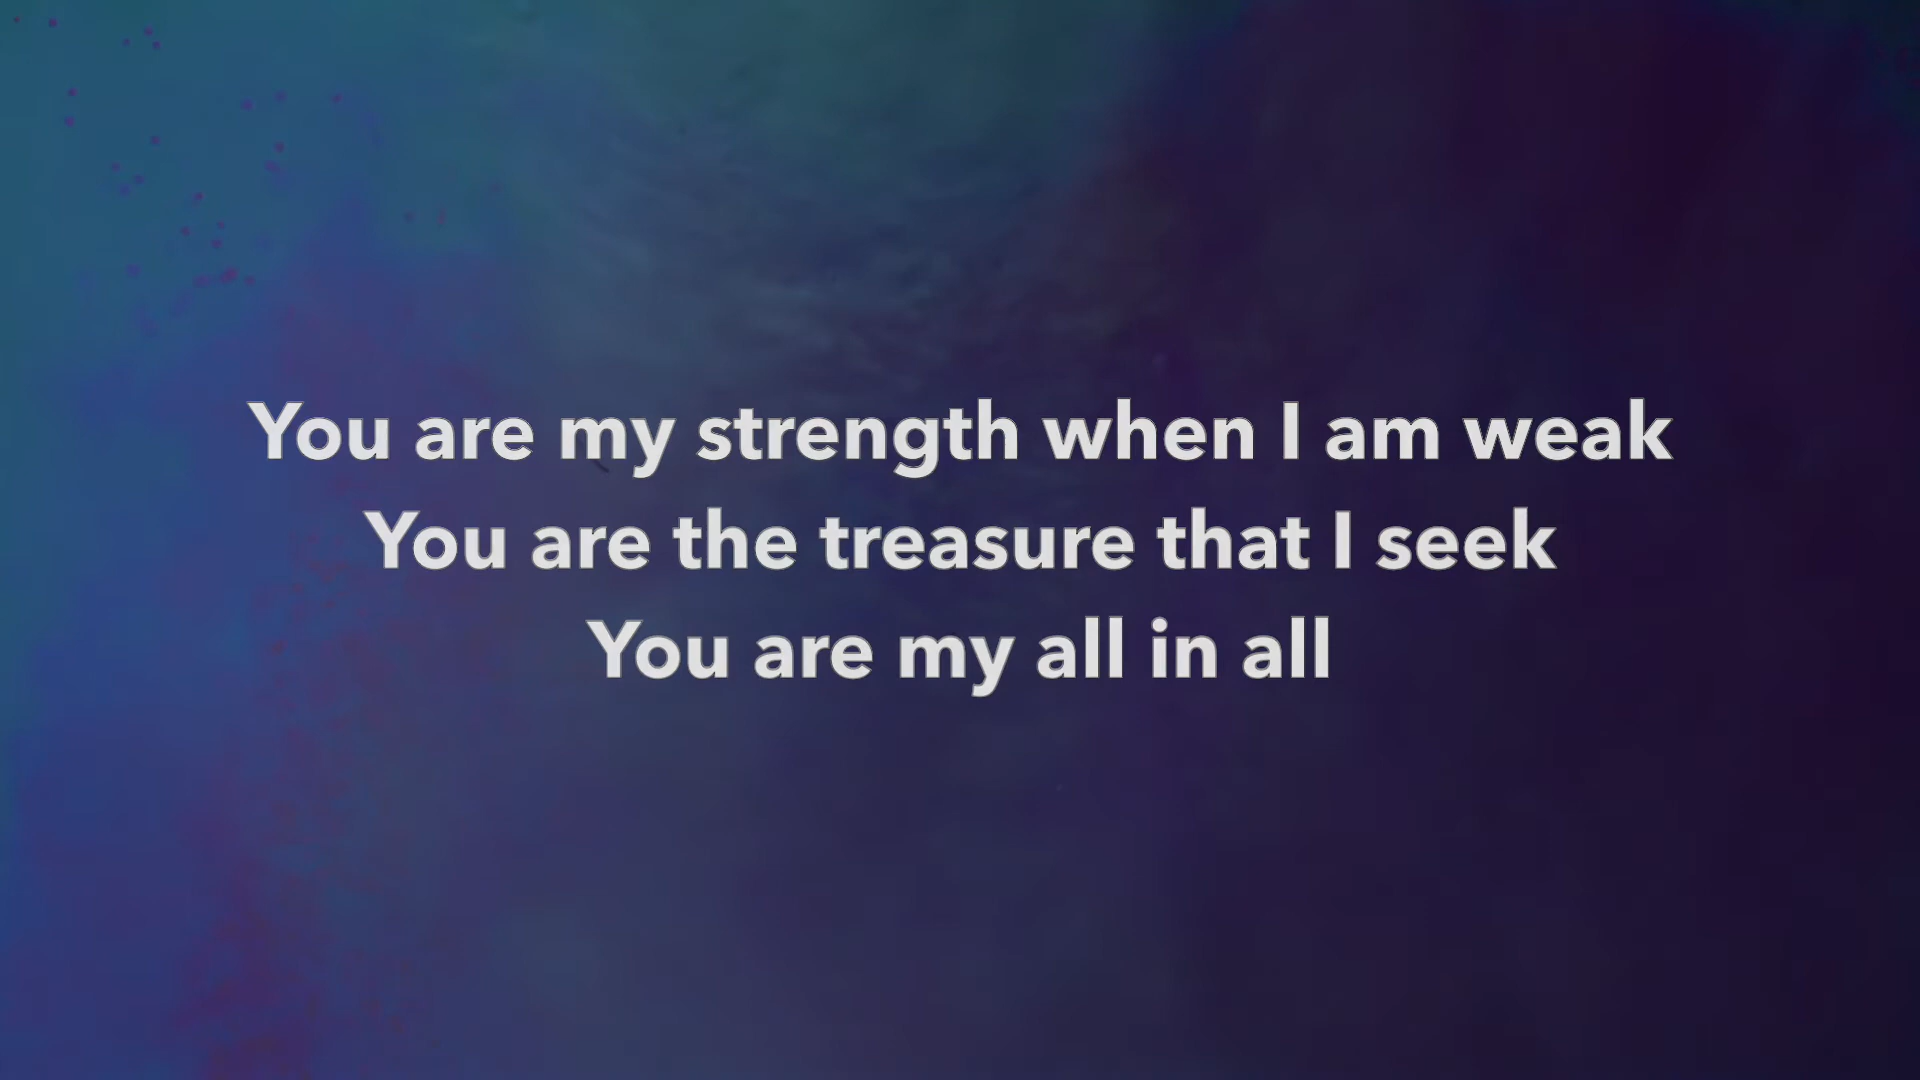 You are my strength when I am weak
You are the treasure that I seek
You are my all in all